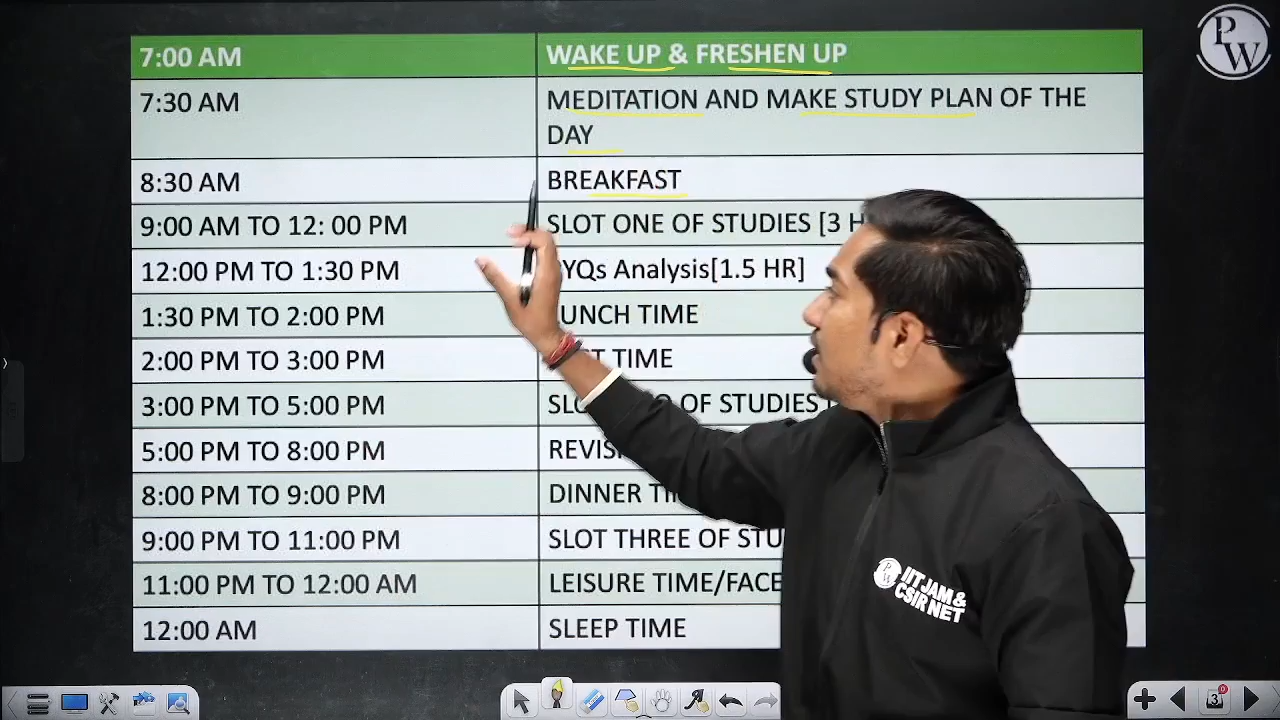 7:00 AM WAKE UP & FRESHEN UP
7:30 AM MEDITATION AND MAKE STUDY PLAN OF THE
DAY
8:30 AM BREAKFAST
9:00 AM TO 12: 00 PM SLOT ONE OF STUDIES [3 H
12:00 PM TO 1:30 PM YQs Analysis[1.5 HR]
1:30 PM TO 2:00 PM UNCH TIME
2:00 PM TO 3:00 PM TIME
3:00 PM TO 5:00 PM OF STUDIES
5:00 PM TO 8:00 PM REVIS
8:00 PM TO 9:00 PM DINNER
9:00 PM TO 11:00 PM SLOT THREE OF STU
11:00 PM TO 12:00 AM LEISURE TIME/FACE
12:00 AM SLEEP TIME
PW
PW IIT JAM &
CSIR NET
3